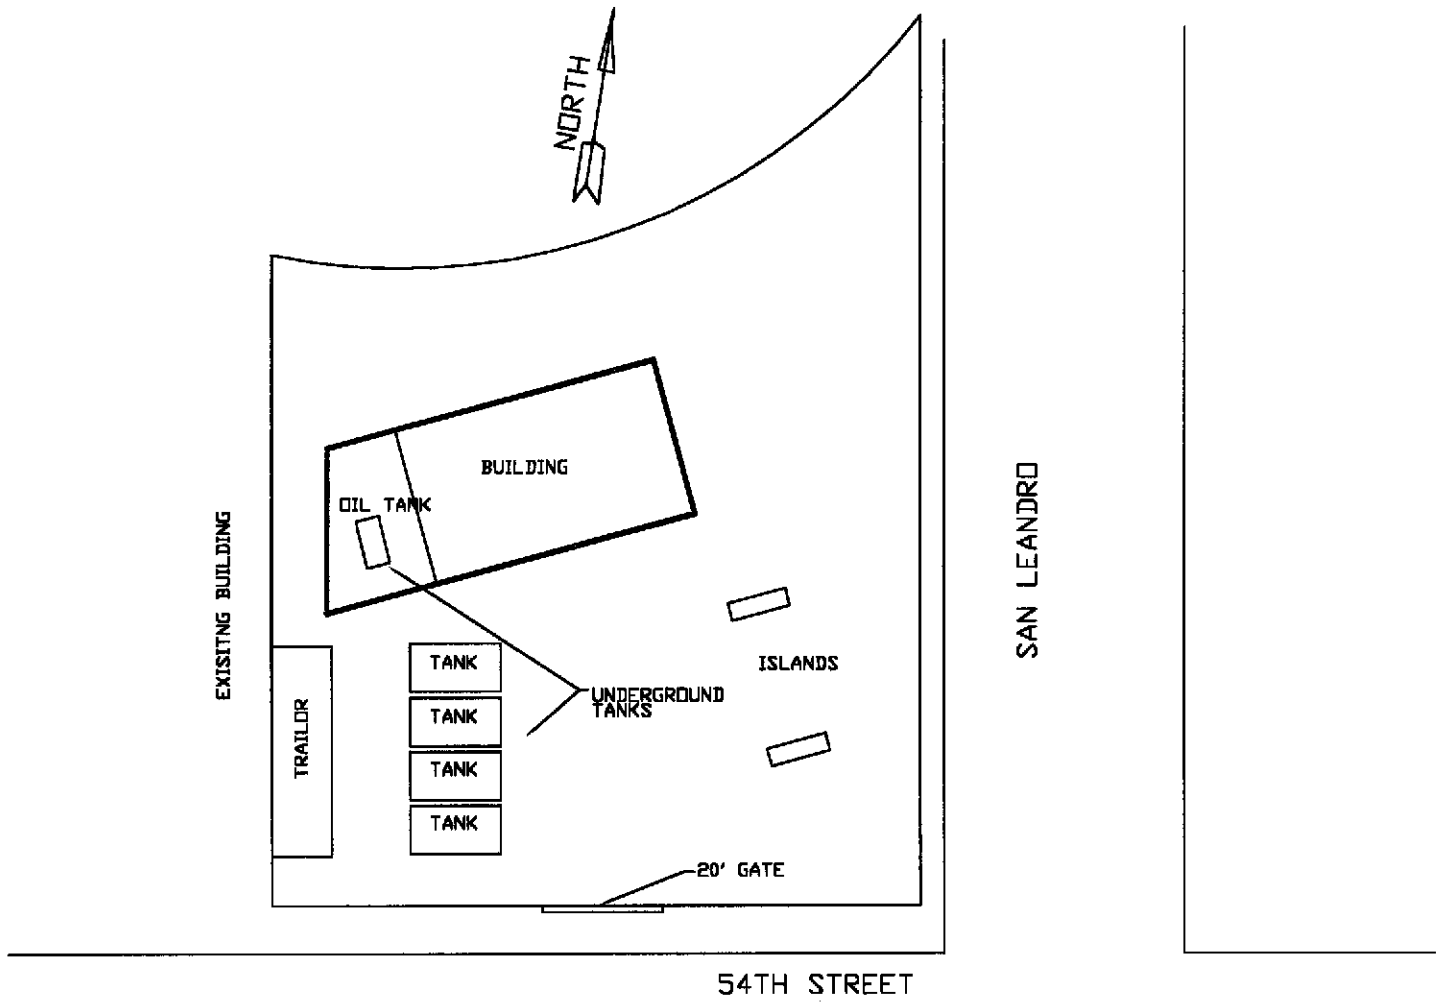 NORTH
BUILDING
OIL TANK
EXISITNG BUILDING
SAN LEANDRO
TANK
ISLANDS
UNDERGROUND
TANKS
TANK
TRAILOR
TANK
TANK
20' GATE
54TH STREET